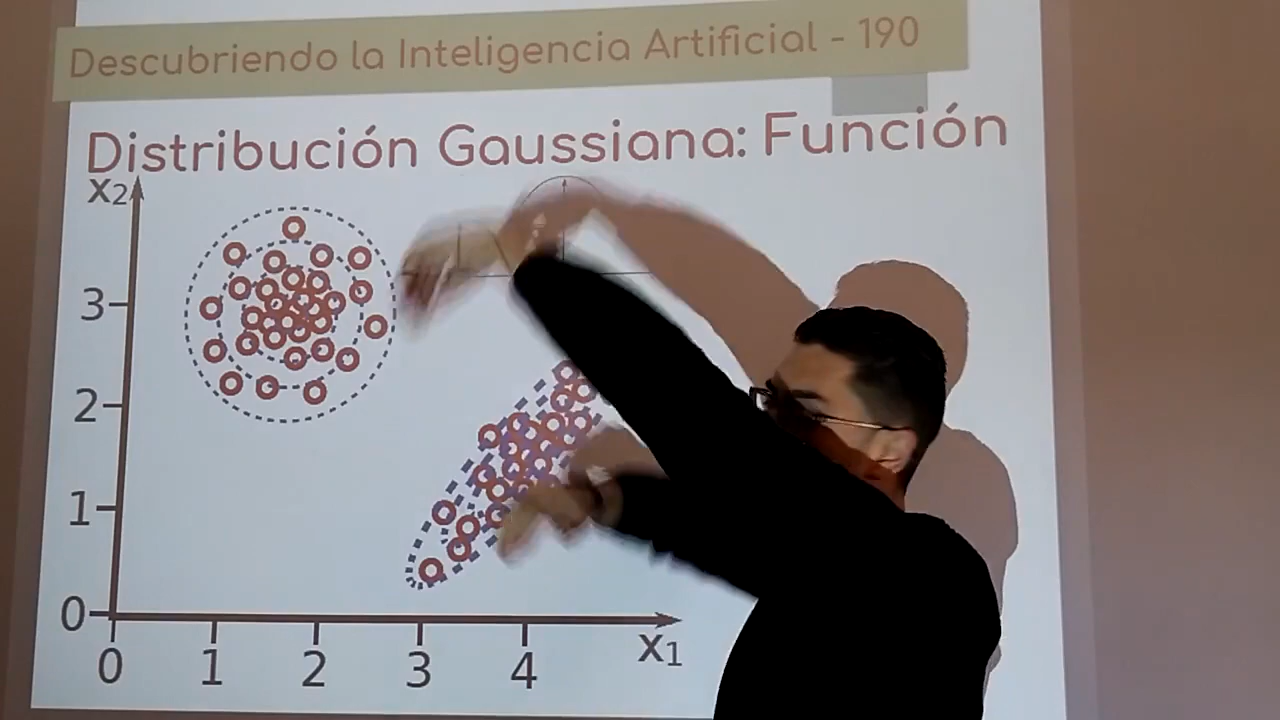 Descubriendo la Inteligencia Artificial - 190
Distribución Gaussiana: Función
x2
3
2
1
0
0 1 2 3 4
x1